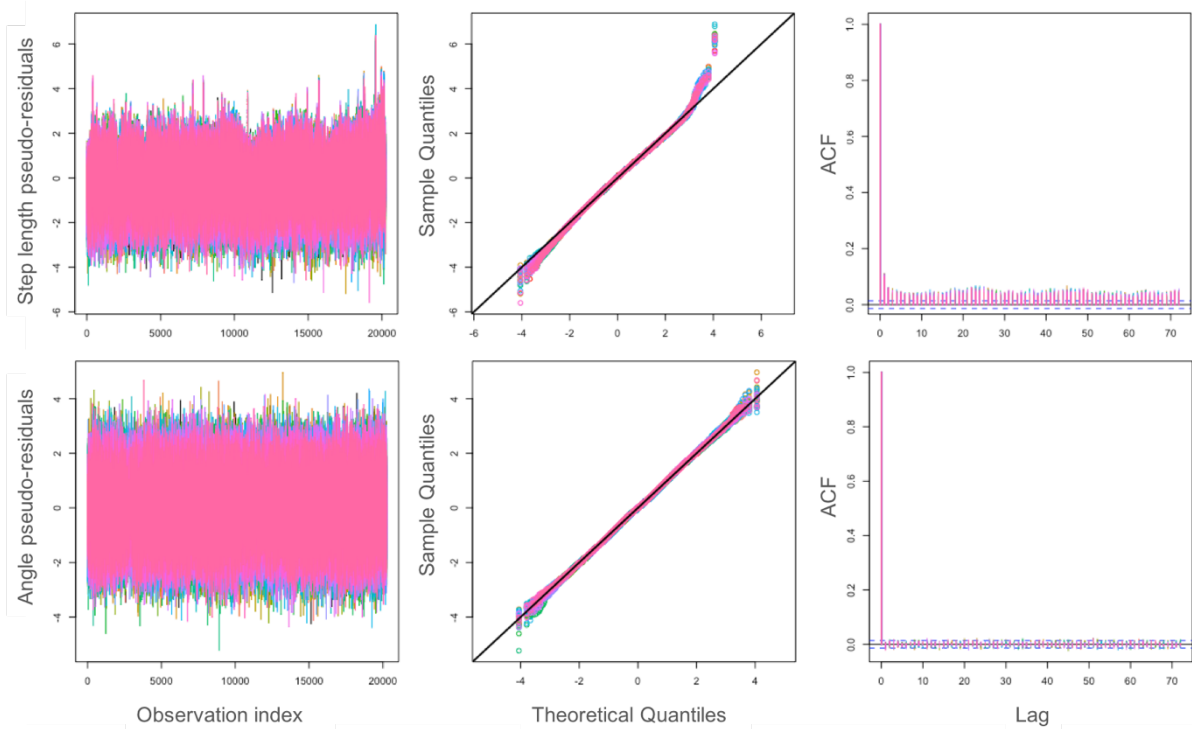 Step length pseudo-residuals
6
4
2
0
-2
-4
-6
0 5000 10000 15000 20000
Sample Quantiles
6
4
2
0
-2
-4
-6
-6 -4 -2 0 2 4 6
ACF
1.0
0.8
0.6
0.4
0.2
0.0
0 10 20 30 40 50 60 70
Angle pseudo-residuals
4
2
0
-2
-4
0 5000 10000 15000 20000
Observation index
Sample Quantiles
4
2
0
-2
-4
-4 -2 0 2 4
Theoretical Quantiles
ACF
1.0
0.8
0.6
0.4
0.2
0.0
0 10 20 30 40 50 60 70
Lag